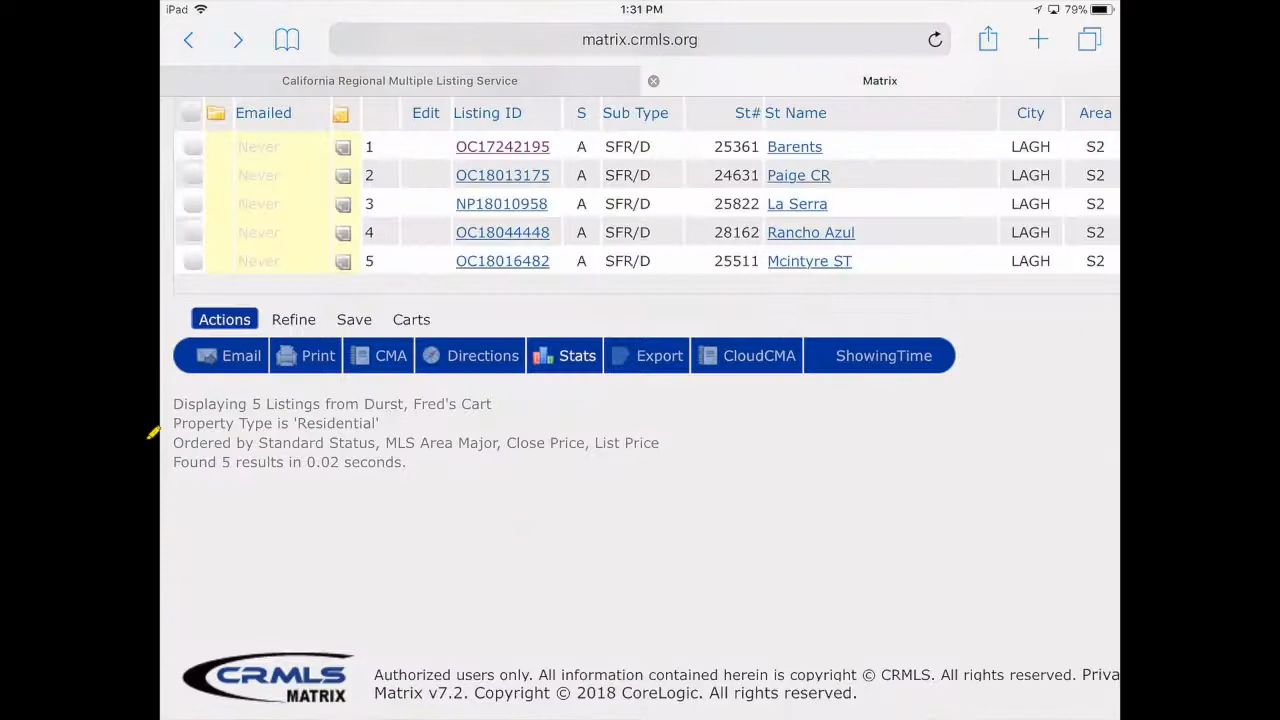 iPad 1:31 PM 79%
matrix.crmls.org
California Regional Multiple Listing Service Matrix
Emailed Edit Listing ID S Sub Type St# St Name City Area
Never 1 OC17242195 A SFR/D 25361 Barents LAGH S2
Never 2 OC18013175 A SFR/D 24631 Paige CR LAGH S2
Never 3 NP18010958 A SFR/D 25822 La Serra LAGH S2
Never 4 OC18044448 A SFR/D 28162 Rancho Azul LAGH S2
Never 5 OC18016482 A SFR/D 25511 Mcintyre ST LAGH S2
Actions Refine Save Carts
Email Print CMA Directions Stats Export CloudCMA ShowingTime
Displaying 5 Listings from Durst, Fred's Cart
Property Type is 'Residential'
Ordered by Standard Status, MLS Area Major, Close Price, List Price
Found 5 results in 0.02 seconds.
CRMLS
MATRIX
Authorized users only. All information contained herein is copyright © CRMLS. All rights reserved. Priva
Matrix v7.2. Copyright © 2018 CoreLogic. All rights reserved.